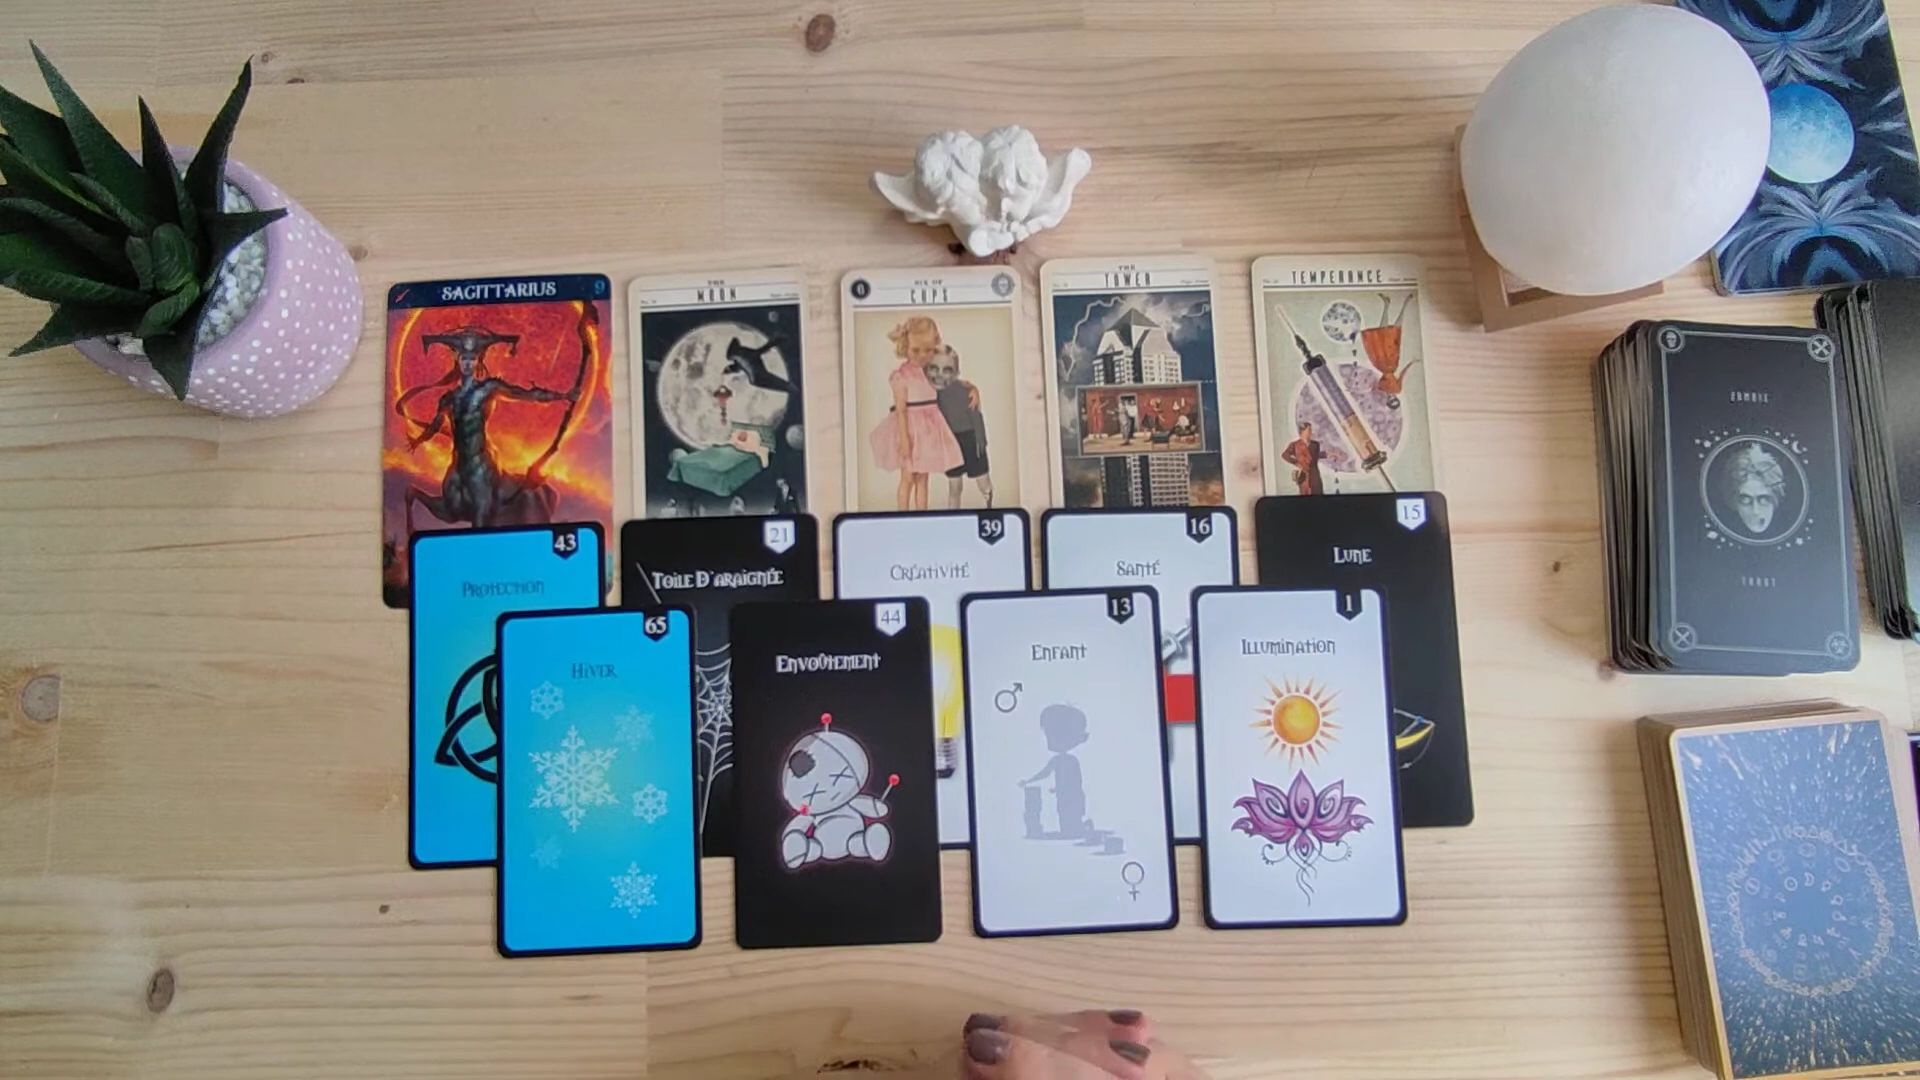 SAGITTARIUS 9
THE
MOON
0
SIX OF
CUPS
THE
TOWER
TEMPERANCE
43
PROTECTION
21
TOILE D'ARAIGNÉE
39
CRÉATIVITÉ
16
SANTÉ
15
LUNE
65
HIVER
44
ENVOÛTEMENT
13
ENFANT
1
ILLUMINATION
ZOMBIE
TAROT